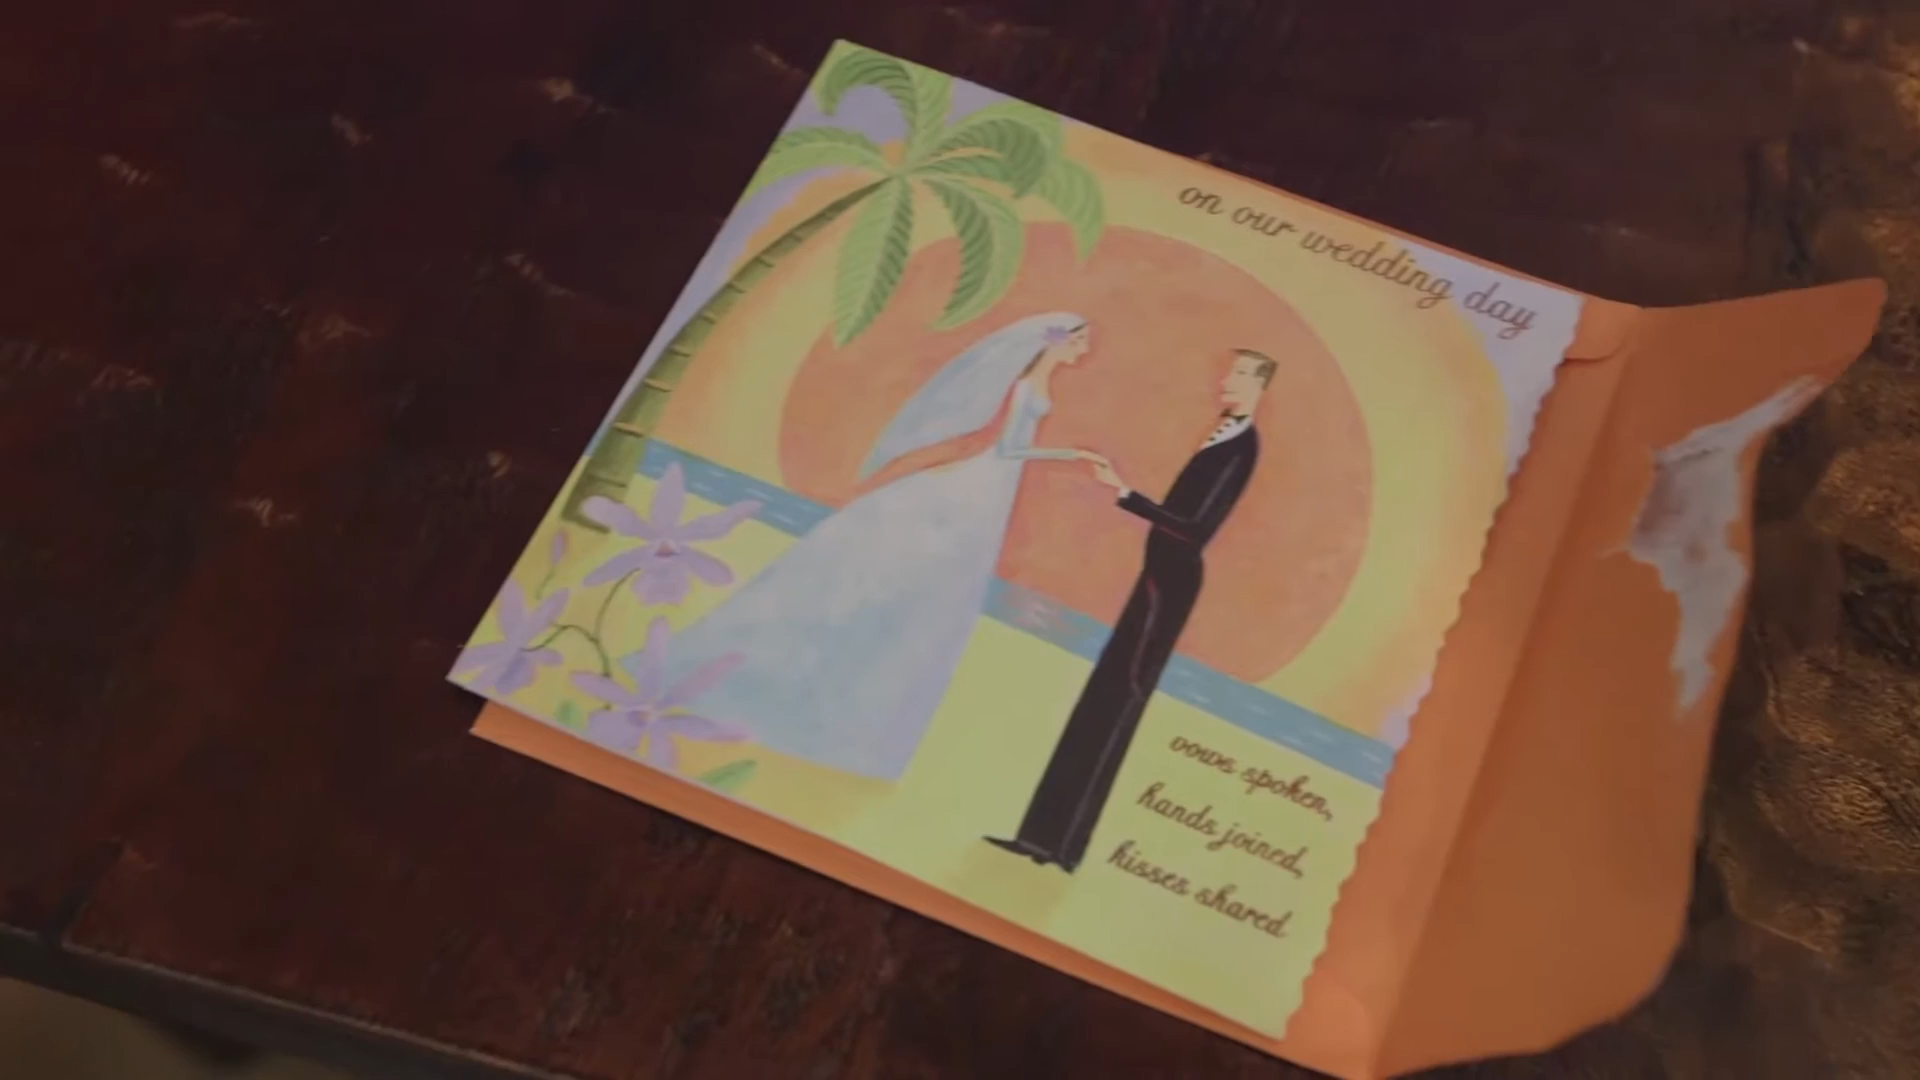 on our wedding day
vows spoken,
hands joined,
kisses shared